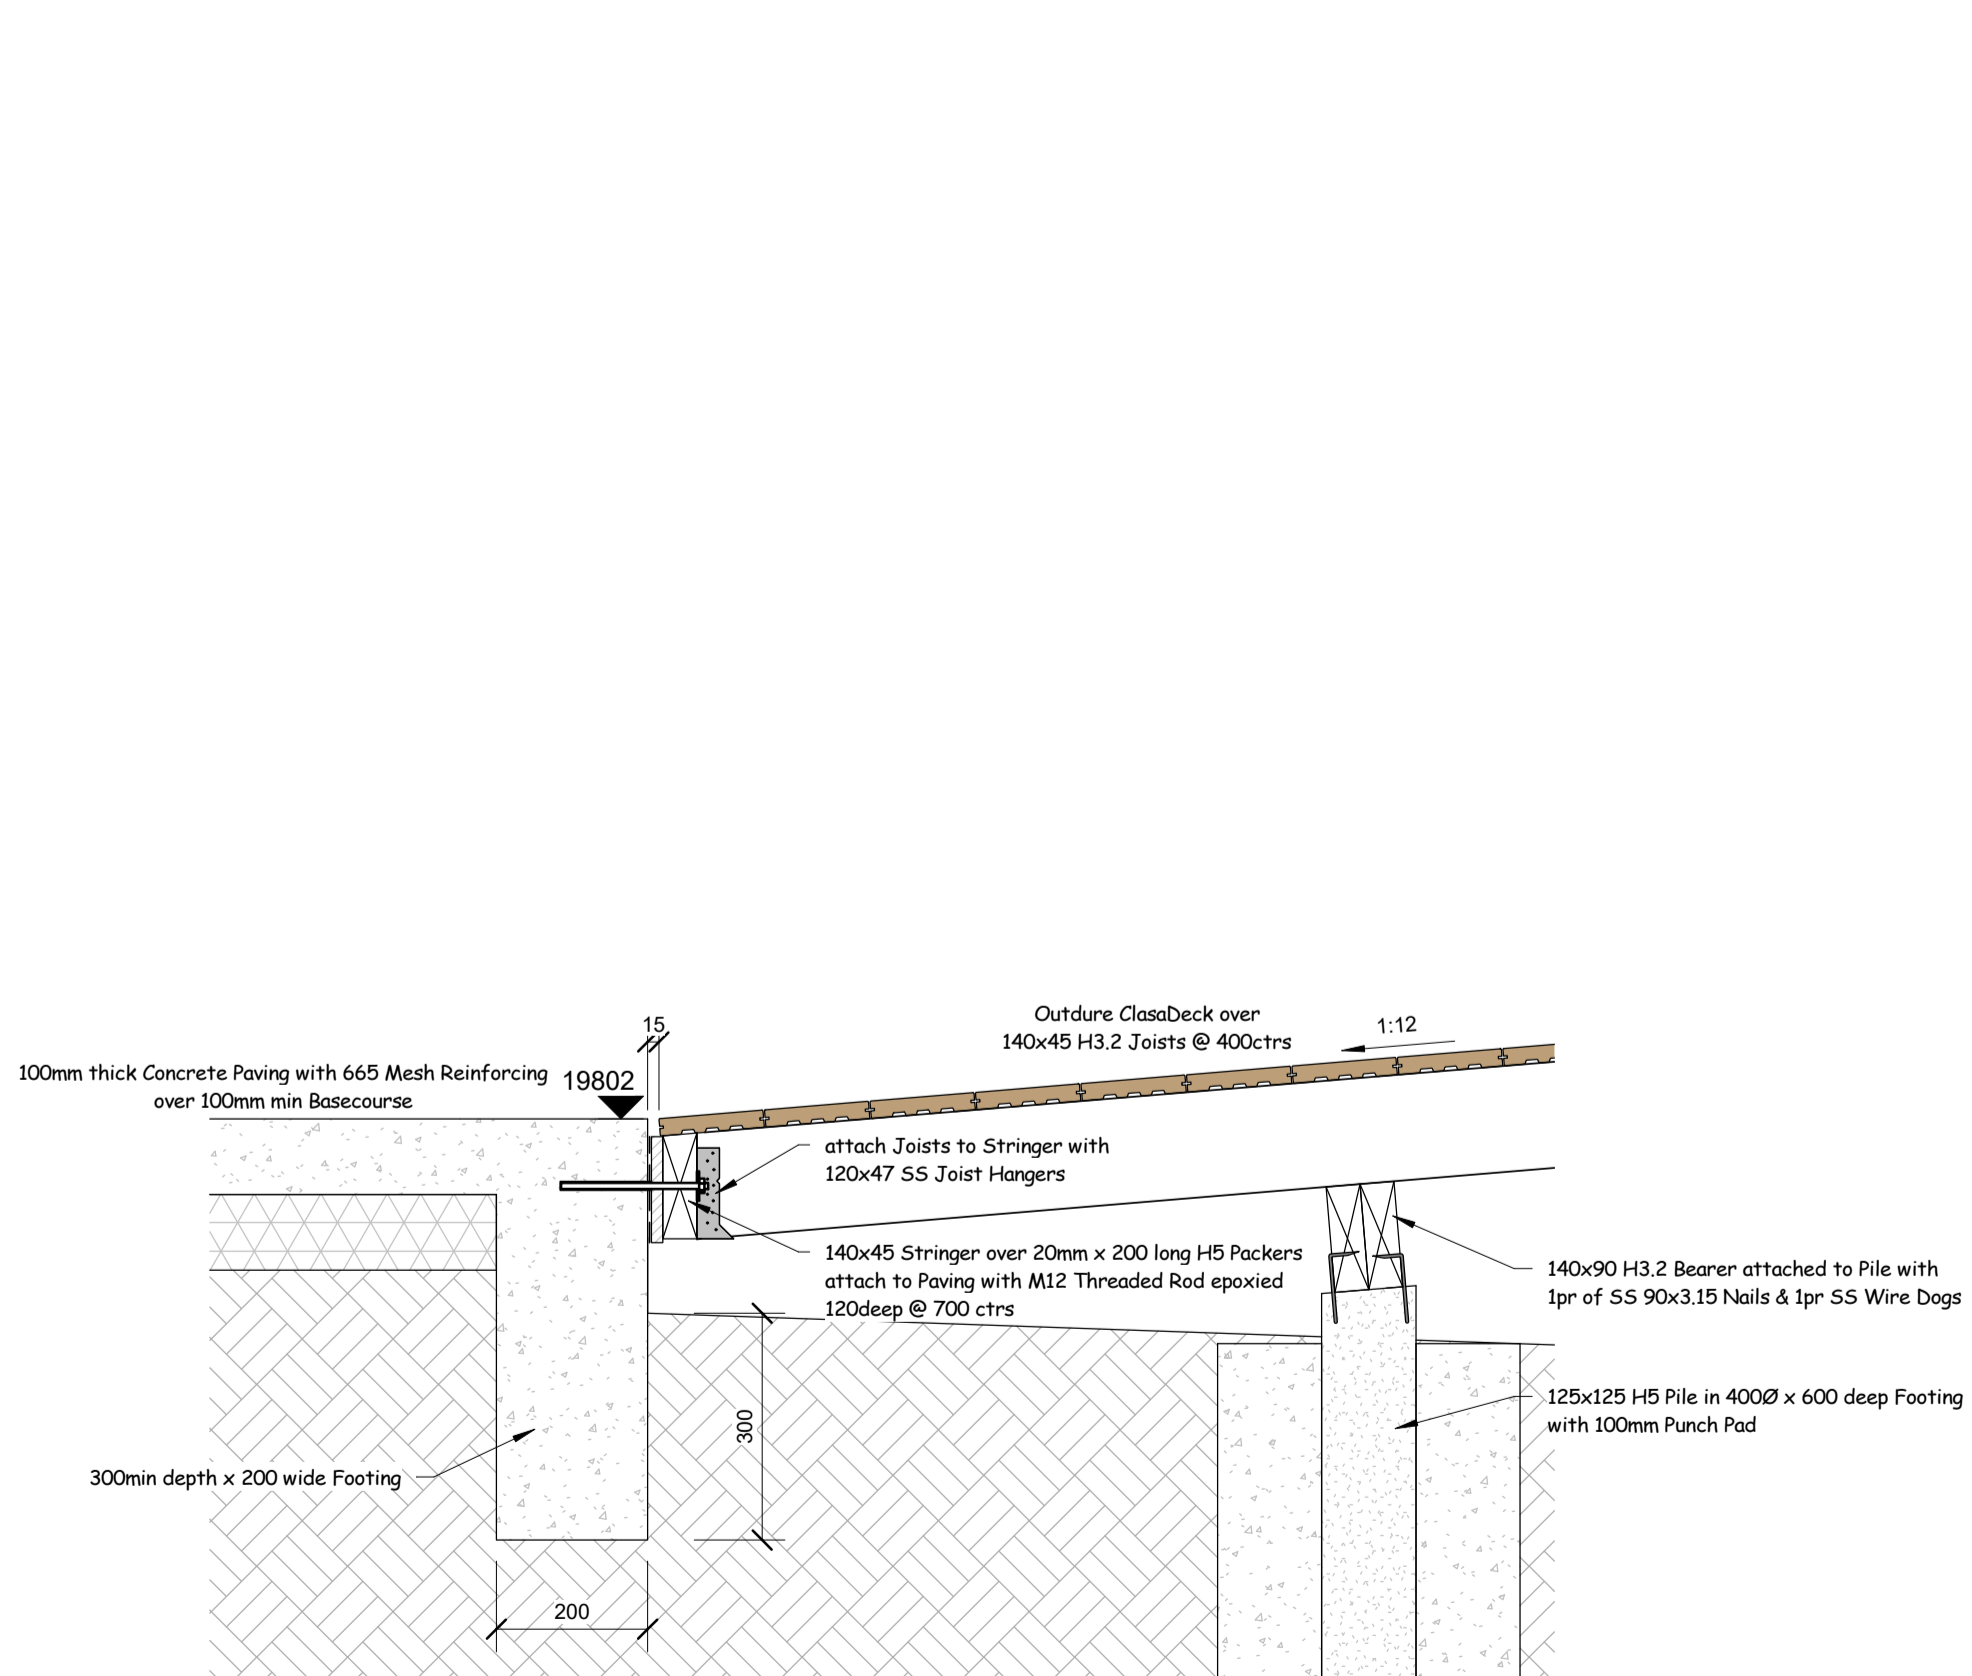 Outdure ClasaDeck over
140x45 H3.2 Joists @ 400ctrs
15
1:12
100mm thick Concrete Paving with 665 Mesh Reinforcing
over 100mm min Basecourse
19802
attach Joists to Stringer with
120x47 SS Joist Hangers
140x45 Stringer over 20mm x 200 long H5 Packers
attach to Paving with M12 Threaded Rod epoxied
120deep @ 700 ctrs
140x90 H3.2 Bearer attached to Pile with
1pr of SS 90x3.15 Nails & 1pr SS Wire Dogs
125x125 H5 Pile in 400Ø x 600 deep Footing
with 100mm Punch Pad
300
300min depth x 200 wide Footing
200